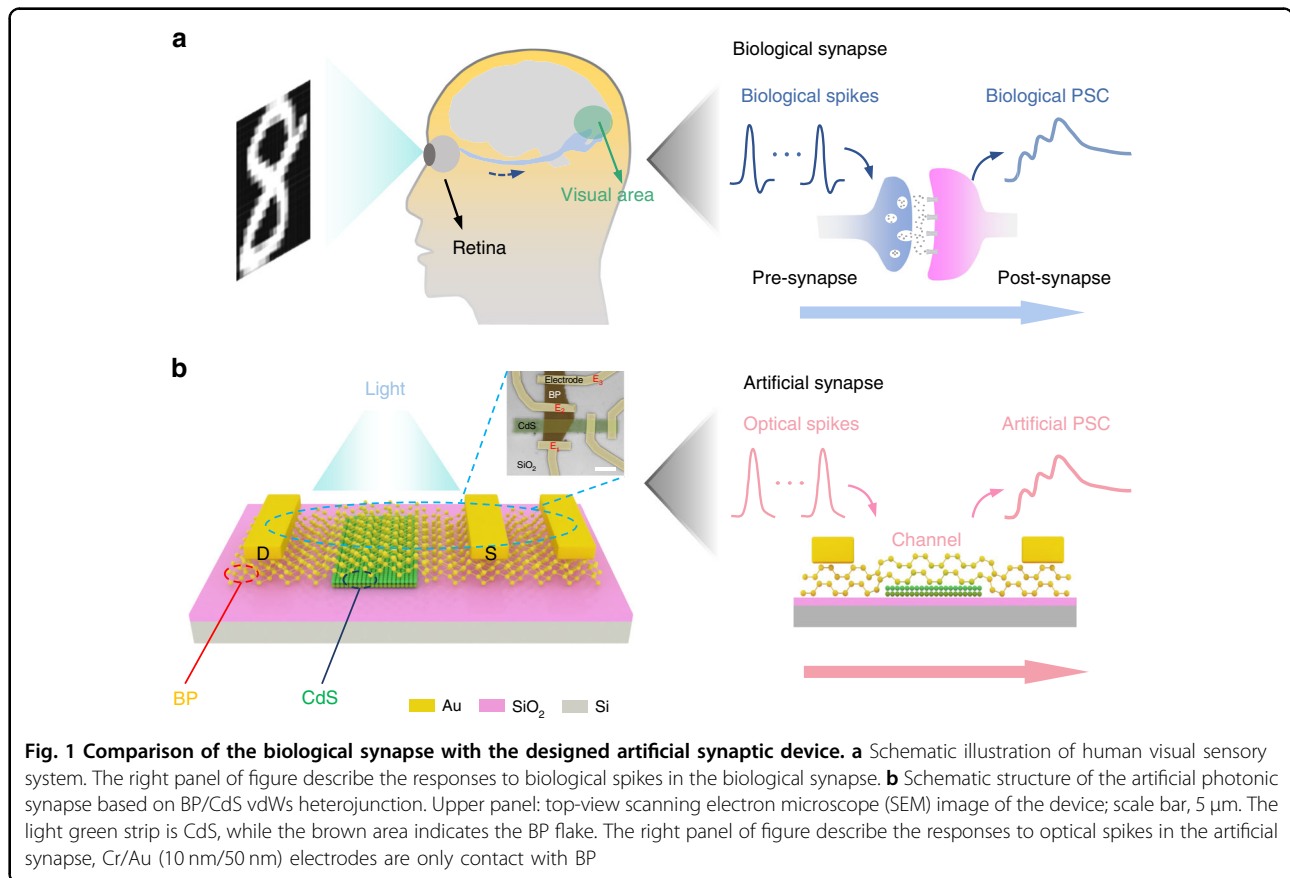 a
Biological synapse
Biological spikes
Biological PSC
Visual area
Retina
Pre-synapse
Post-synapse
b
Light
Electrode E3
BP
E2
CdS
E1
SiO2
D
S
BP
CdS
Au
SiO2
Si
Artificial synapse
Optical spikes
Artificial PSC
Channel
Fig. 1 Comparison of the biological synapse with the designed artificial synaptic device. a Schematic illustration of human visual sensory
system. The right panel of figure describe the responses to biological spikes in the biological synapse. b Schematic structure of the artificial photonic
synapse based on BP/CdS vdWs heterojunction. Upper panel: top-view scanning electron microscope (SEM) image of the device; scale bar, 5 μm. The
light green strip is CdS, while the brown area indicates the BP flake. The right panel of figure describe the responses to optical spikes in the artificial
synapse, Cr/Au (10 nm/50 nm) electrodes are only contact with BP